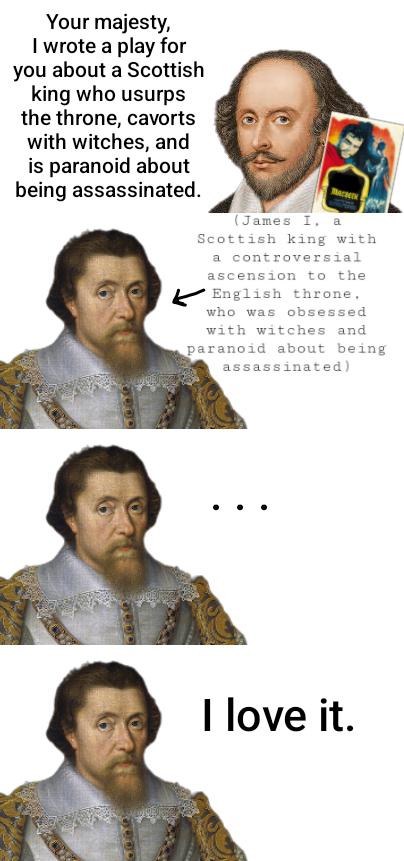 Your majesty,
I wrote a play for
you about a Scottish
king who usurps
the throne, cavorts
with witches, and
is paranoid about
being assassinated.
MACBETH
(James I, a
Scottish king with
a controversial
ascension to the
English throne,
who was obsessed
with witches and
paranoid about being
assassinated)
. . .
I love it.